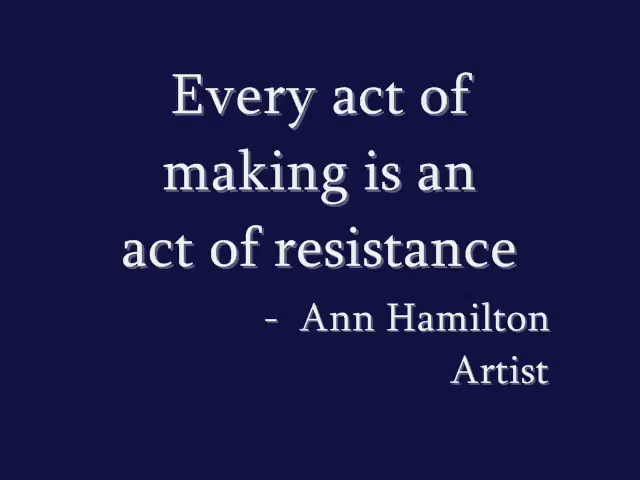 Every act of
making is an
act of resistance
- Ann Hamilton
Artist